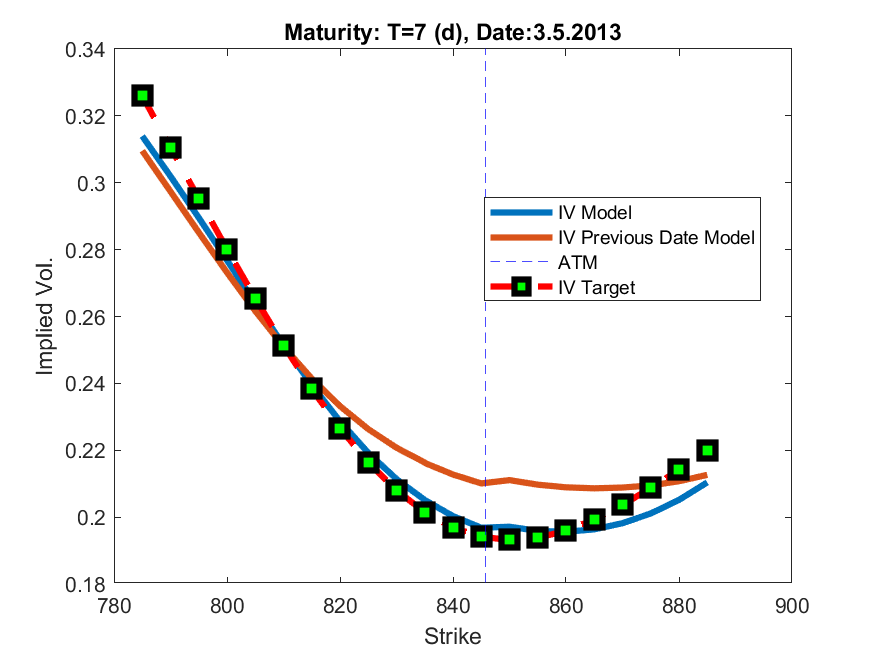 Maturity: T=7 (d), Date:3.5.2013
0.34
0.32
0.3
0.28
0.26
0.24
0.22
0.2
0.18
Implied Vol.
IV Model
IV Previous Date Model
ATM
IV Target
780
800
820
840
860
880
900
Strike